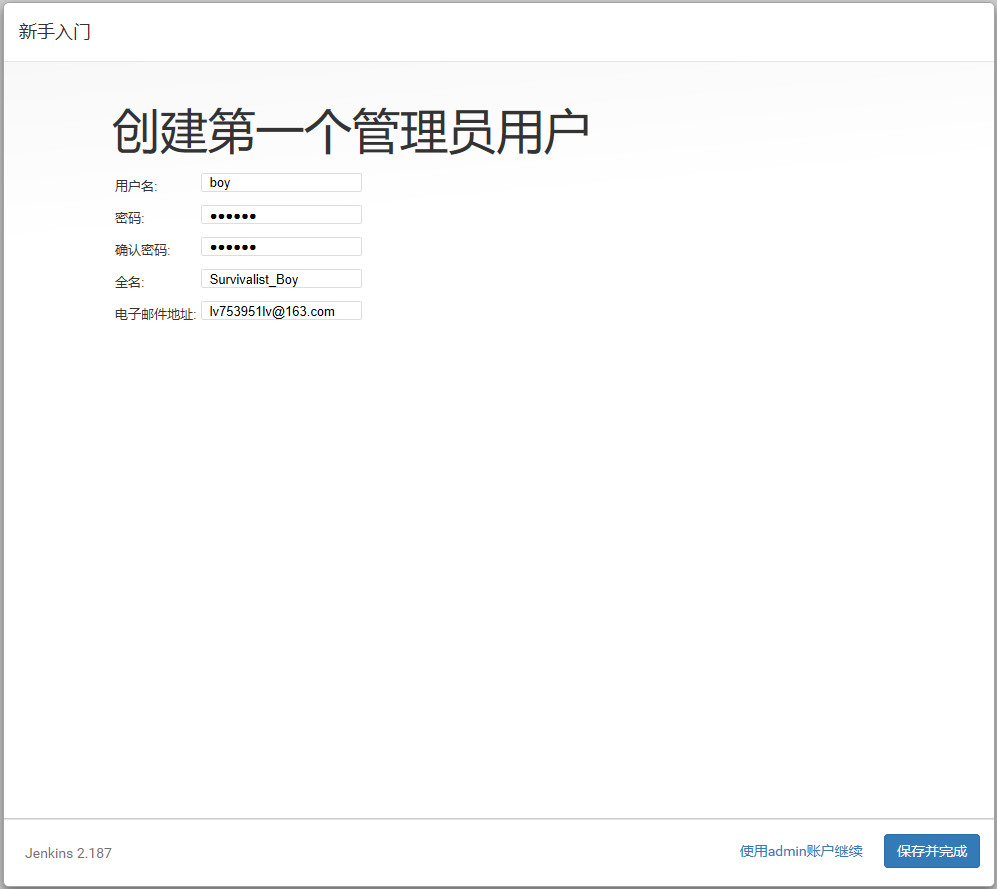 新手入门
创建第一个管理员用户
用户名: boy
密码: ●●●●●●
确认密码: ●●●●●●
全名: Survivalist_Boy
电子邮件地址: lv753951lv@163.com
Jenkins 2.187 使用admin账户继续 保存并完成